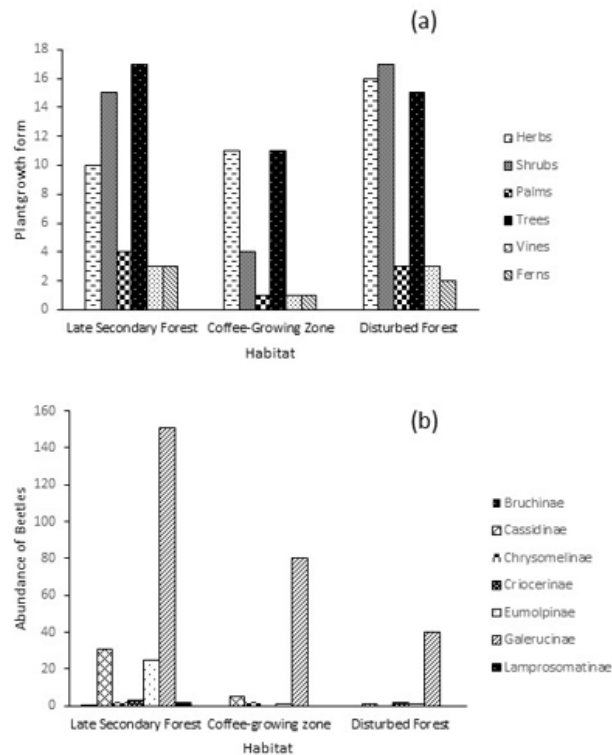 (a)
18
16
14
12
10
8
6
4
2
0
Plantgrowth form
Late Secondary Forest Coffee-Growing Zone Disturbed Forest
Habitat
Herbs
Shrubs
Palms
Trees
Vines
Ferns
(b)
160
140
120
100
80
60
40
20
0
Abundance of Beetles
Late Secondary Forest Coffee-growing zone Disturbed Forest
Habitat
Bruchinae
Cassidinae
Chrysomelinae
Criocerinae
Eumolpinae
Galerucinae
Lamprosomatinae